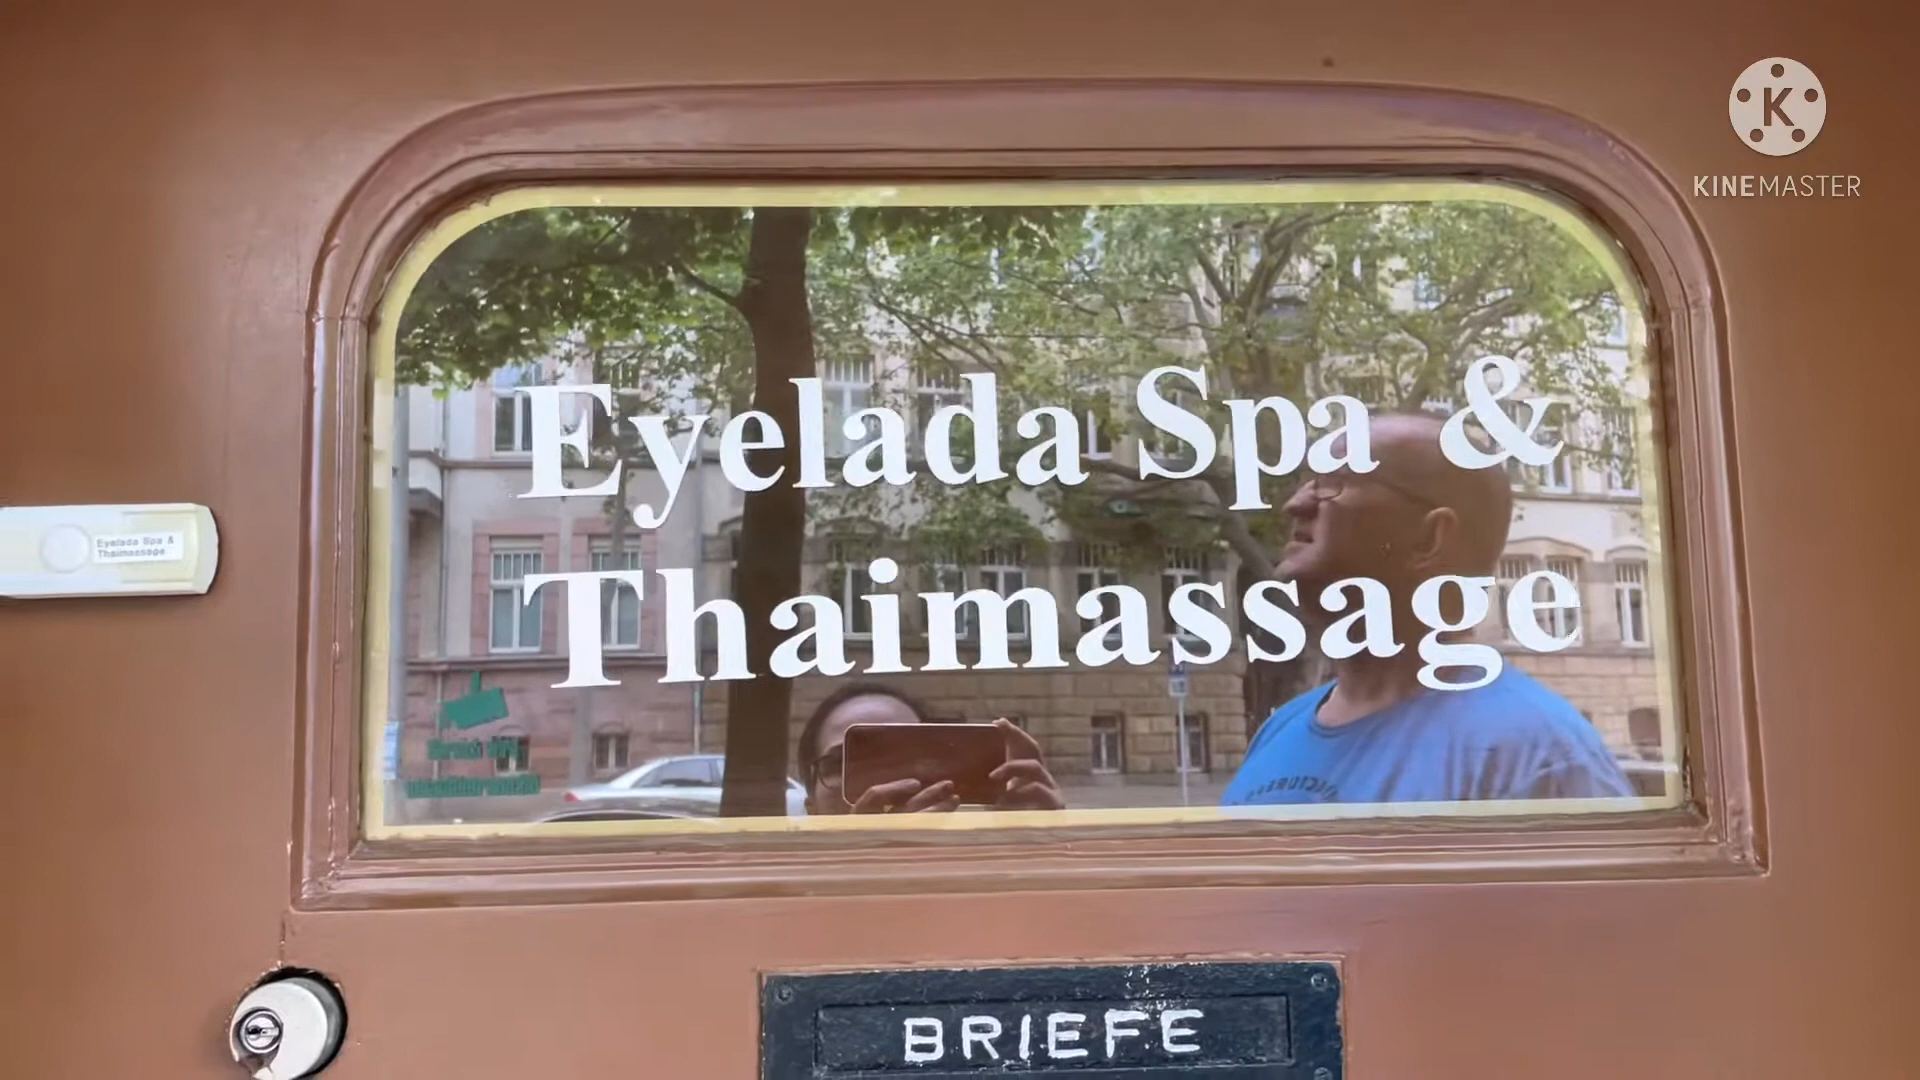 K
KINEMASTER
Eyelada Spa &
Thaimassage
Eyelada Spa &
Thaimassage
BRIEFE